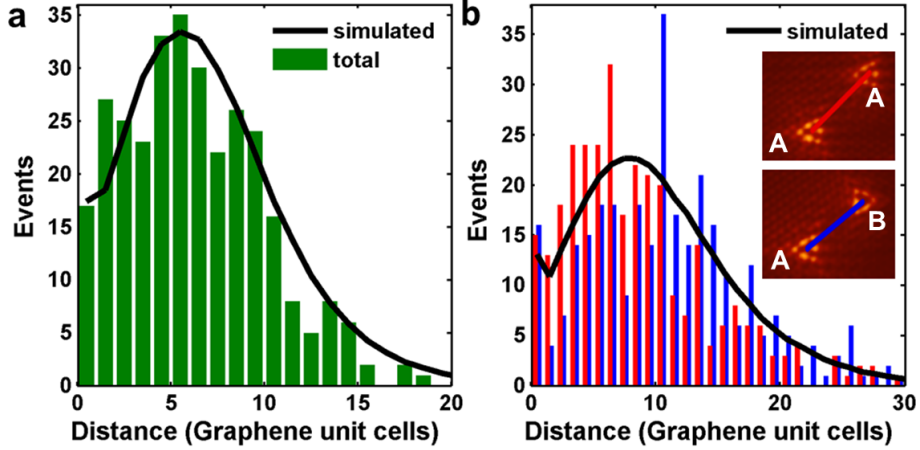 a
35
30
25
20
15
10
5
0
Events
simulated
total
0 5 10 15 20
Distance (Graphene unit cells)
b
35
30
25
20
15
10
5
0
Events
simulated
A
A
B
A
0 10 20 30
Distance (Graphene unit cells)